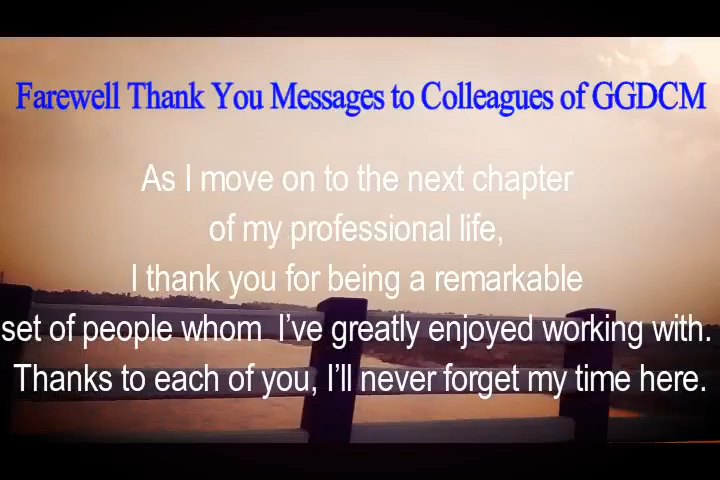 Farewell Thank You Messages to Colleagues of GGDCM
As I move on to the next chapter
of my professional life,
I thank you for being a remarkable
set of people whom I've greatly enjoyed working with.
Thanks to each of you, I'll never forget my time here.